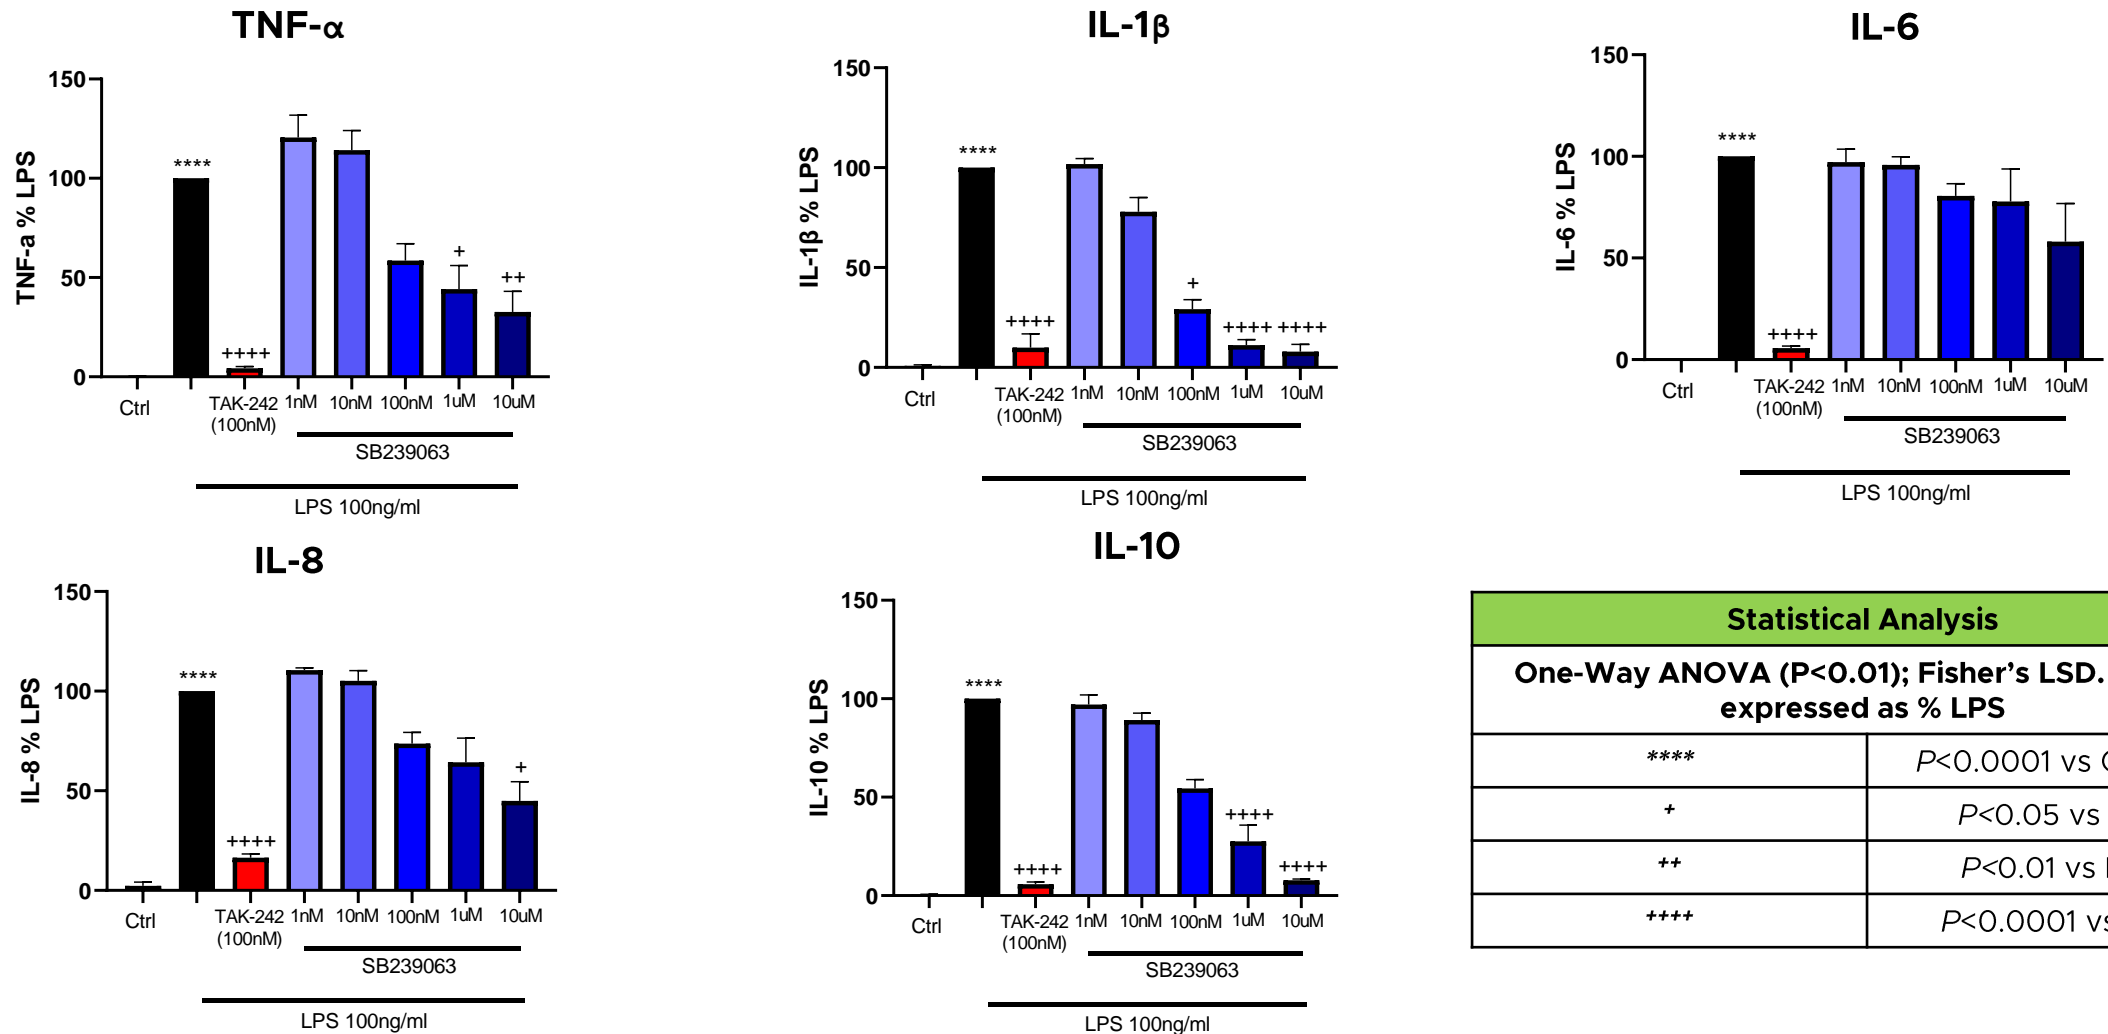 TNF-α
150
100
50
0
TNF-a % LPS
****
++++
+
++
Ctrl
TAK-242
(100nM)
1nM
10nM
100nM
1uM
10uM
SB239063
LPS 100ng/ml
IL-1β
150
100
50
0
IL-1β % LPS
****
++++
+
++++
++++
Ctrl
TAK-242
(100nM)
1nM
10nM
100nM
1uM
10uM
SB239063
LPS 100ng/ml
IL-6
150
100
50
0
IL-6 % LPS
****
++++
Ctrl
TAK-242
(100nM)
1nM
10nM
100nM
1uM
10uM
SB239063
LPS 100ng/ml
IL-8
150
100
50
0
IL-8 % LPS
****
++++
+
Ctrl
TAK-242
(100nM)
1nM
10nM
100nM
1uM
10uM
SB239063
LPS 100ng/ml
IL-10
150
100
50
0
IL-10 % LPS
****
++++
++++
++++
Ctrl
TAK-242
(100nM)
1nM
10nM
100nM
1uM
10uM
SB239063
LPS 100ng/ml
Statistical Analysis
One-Way ANOVA (P<0.01); Fisher's LSD.
expressed as % LPS
**** P<0.0001 vs
+ P<0.05 vs
++ P<0.01 vs
++++ P<0.0001 vs